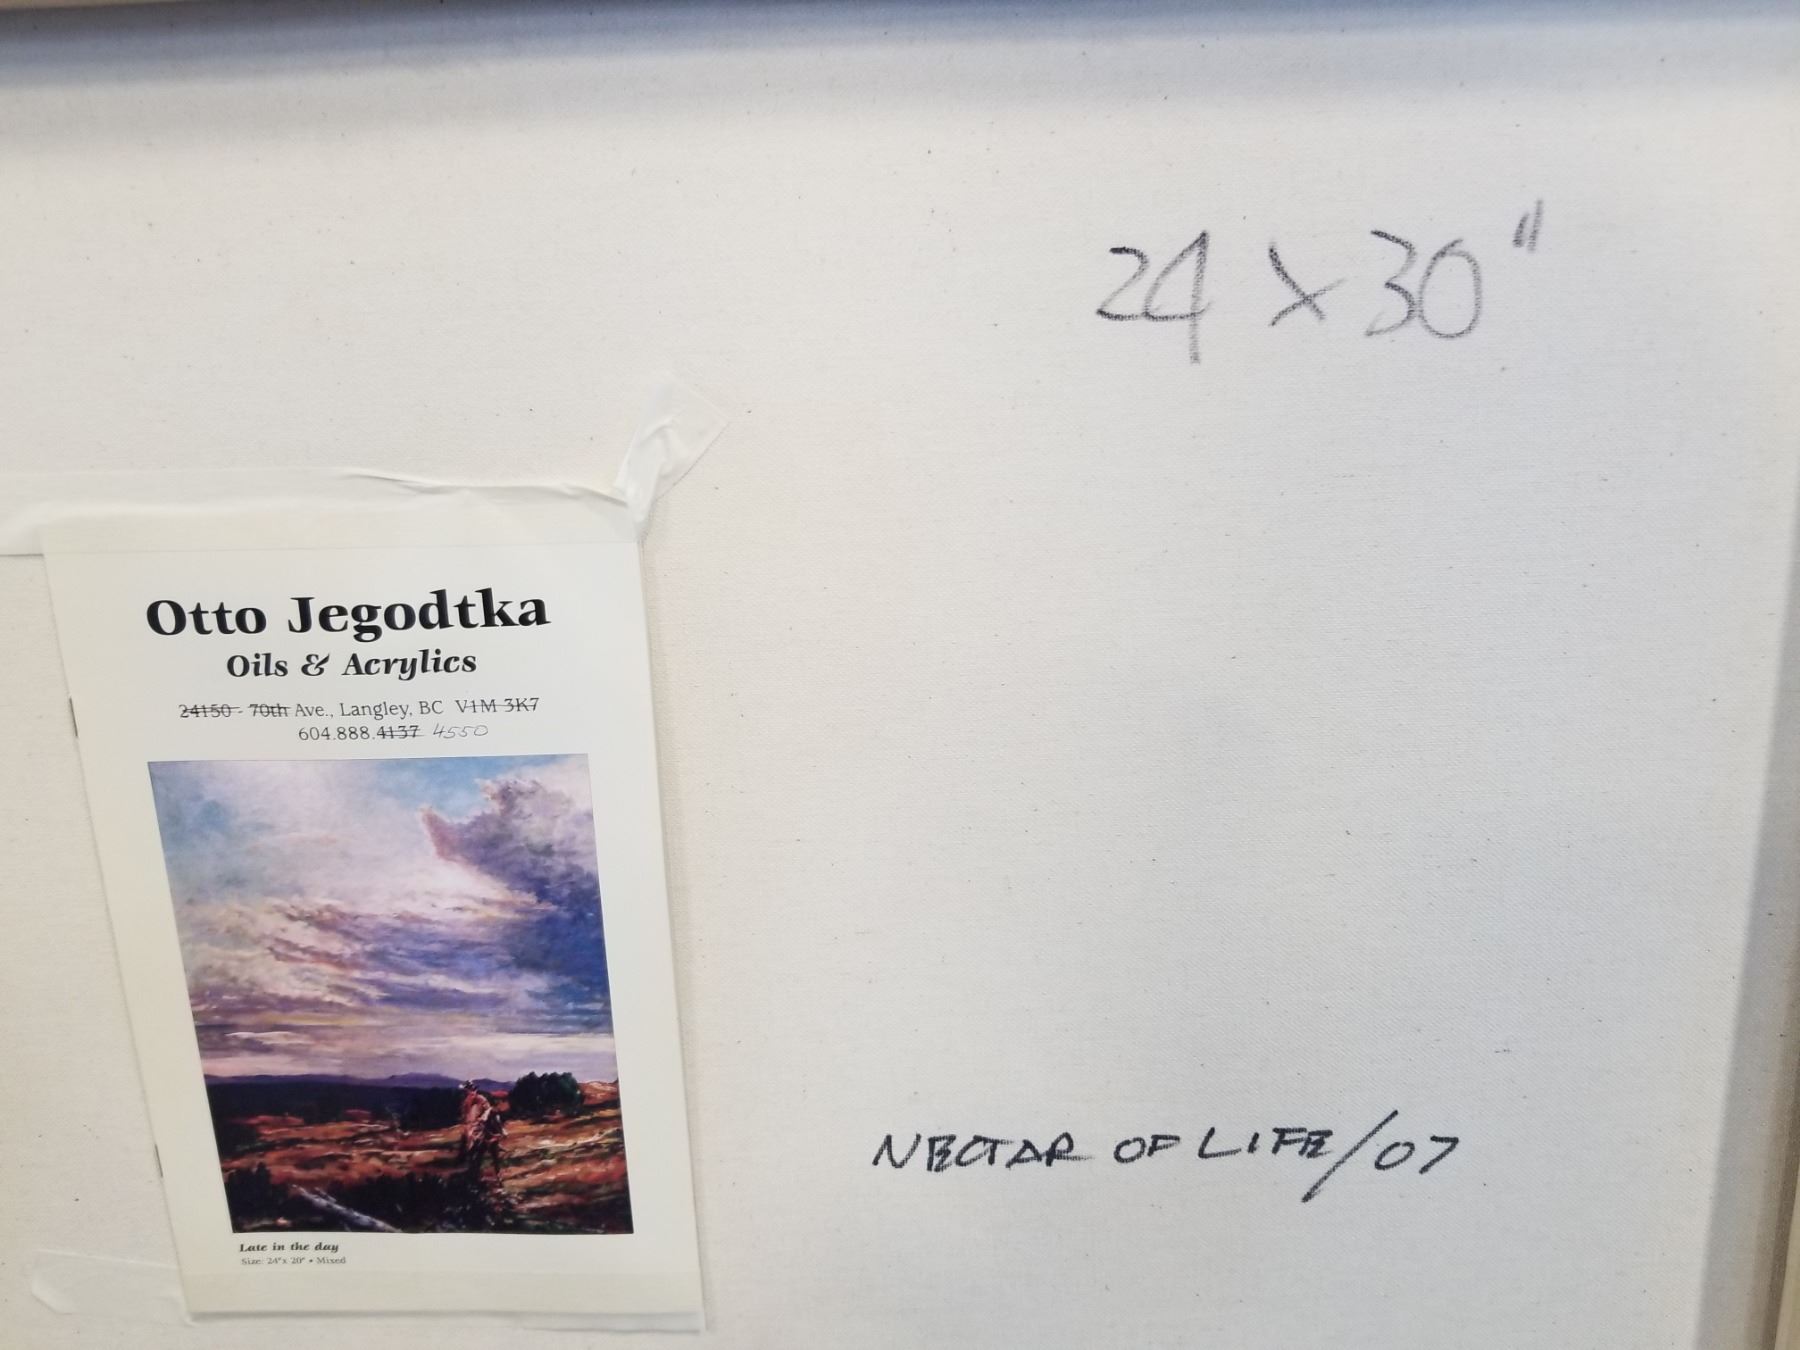 24 x 30"
Otto Jegodtka
Oils & Acrylics
24150 - 70th Ave., Langley, BC V1M 3K7
604.888.4137 4550
Late in the day
Size: 24"x 20" • Mixed
NECTAR OF LIFE/07